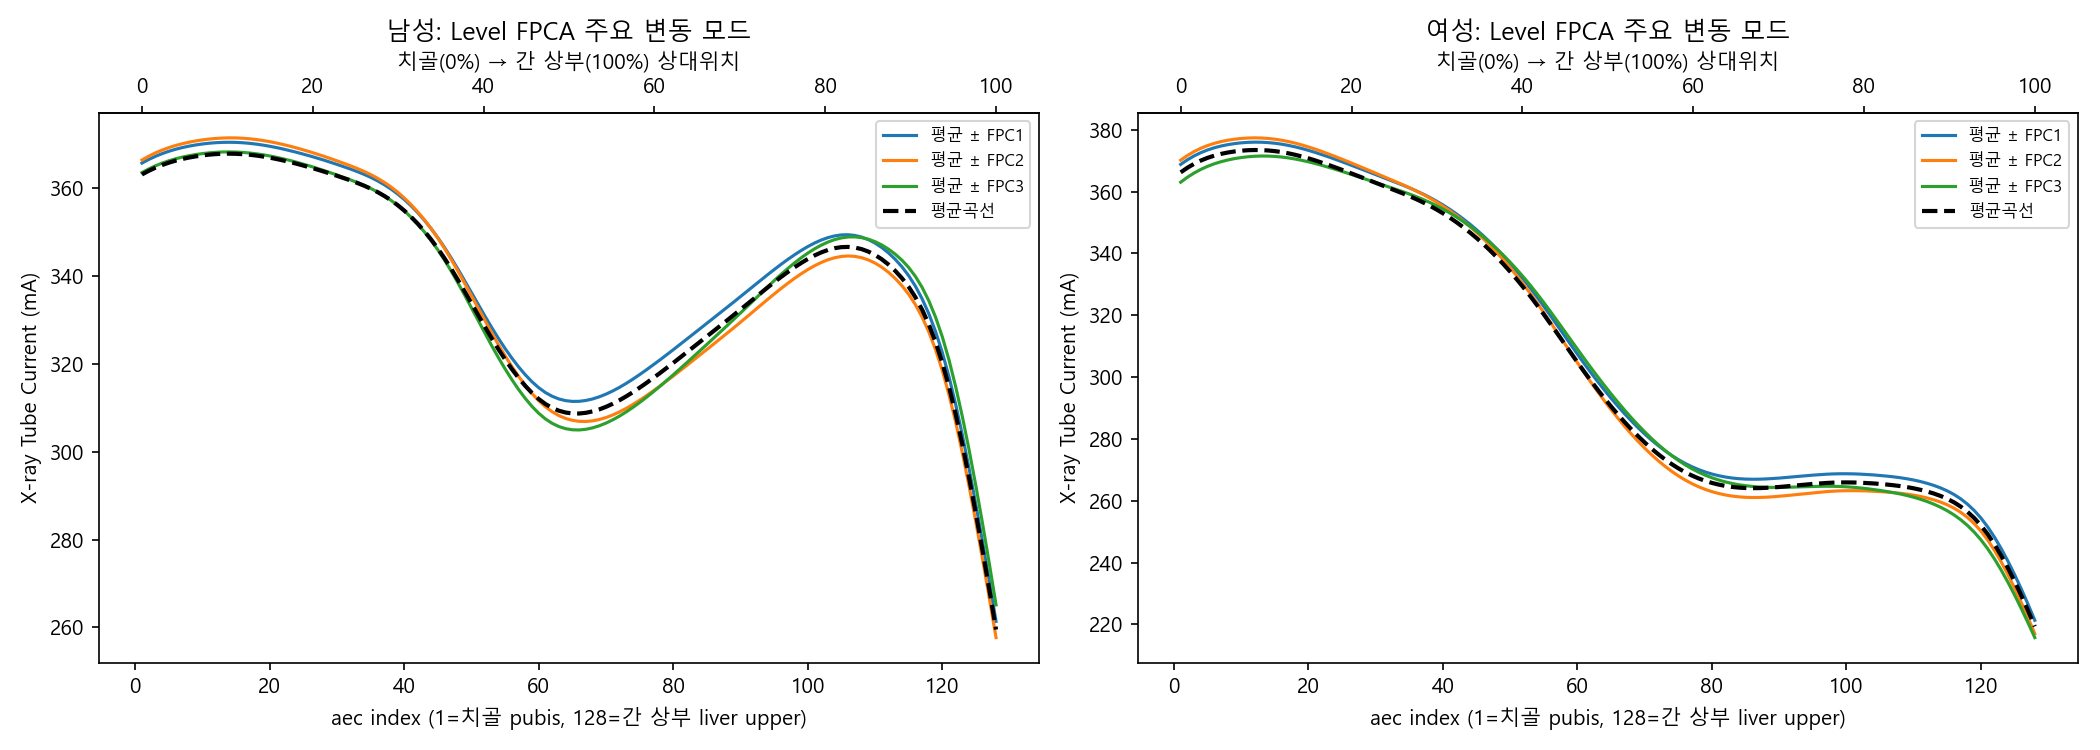 남성: Level FPCA 주요 변동 모드
치골(0%) → 간 상부(100%) 상대위치
0 20 40 60 80 100
360
340
320
300
280
260
X-ray Tube Current (mA)
평균 ± FPC1
평균 ± FPC2
평균 ± FPC3
평균곡선
0 20 40 60 80 100 120
aec index (1=치골 pubis, 128=간 상부 liver upper)
여성: Level FPCA 주요 변동 모드
치골(0%) → 간 상부(100%) 상대위치
0 20 40 60 80 100
380
360
340
320
300
280
260
240
220
X-ray Tube Current (mA)
평균 ± FPC1
평균 ± FPC2
평균 ± FPC3
평균곡선
0 20 40 60 80 100 120
aec index (1=치골 pubis, 128=간 상부 liver upper)